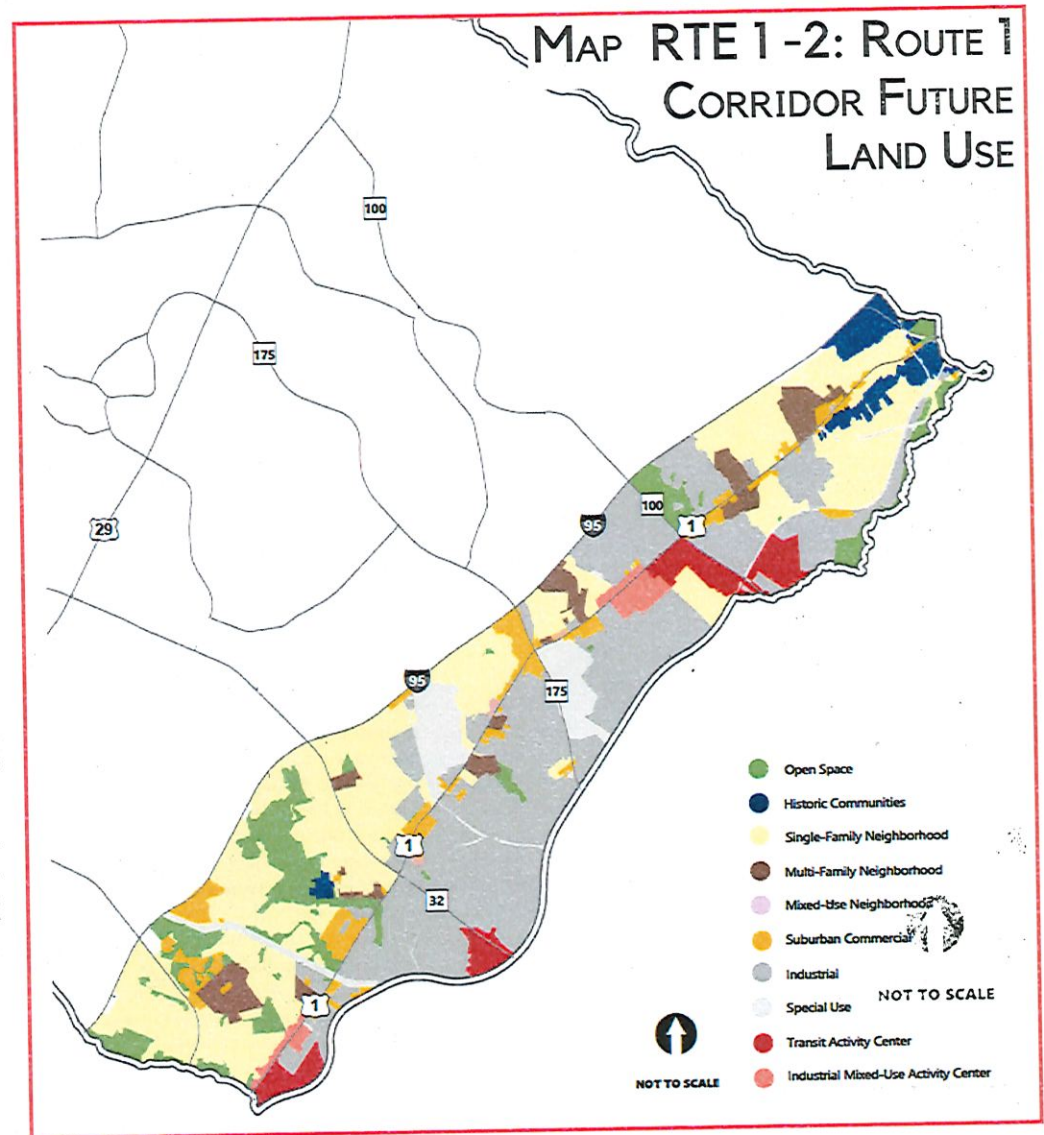 MAP RTE 1-2: ROUTE 1
CORRIDOR FUTURE
LAND USE
100
175
29
95
100
1
95
175
1
32
1
Open Space
Historic Communities
Single-Family Neighborhood
Multi-Family Neighborhood
Mixed-Use Neighborhood
Suburban Commercial
Industrial
Special Use
NOT TO SCALE
Transit Activity Center
NOT TO SCALE
Industrial Mixed-Use Activity Center